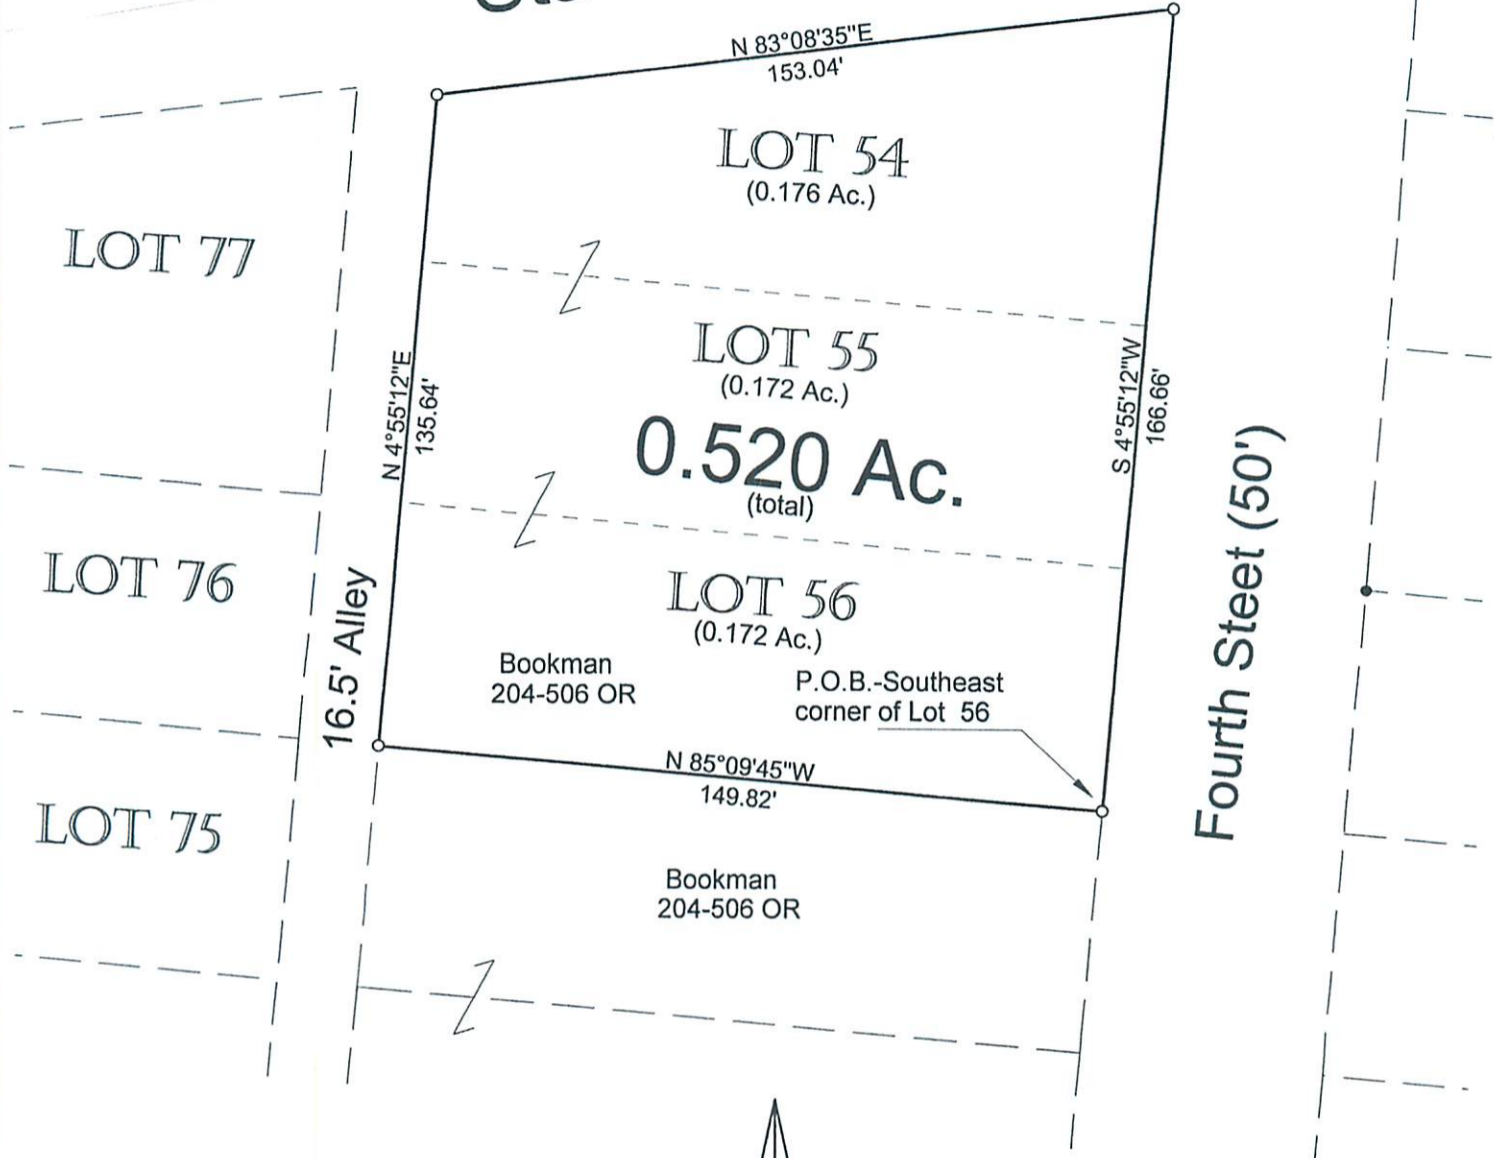 N 83°08'35"E
153.04'
LOT 54
(0.176 Ac.)
LOT 77
LOT 55
(0.172 Ac.)
N 4°55'12"E
135.64'
S 4°55'12"W
166.66'
0.520 Ac.
(total)
LOT 76
LOT 56
(0.172 Ac.)
16.5' Alley
Fourth Steet (50')
Bookman
204-506 OR
P.O.B.-Southeast
corner of Lot 56
N 85°09'45"W
149.82'
LOT 75
Bookman
204-506 OR